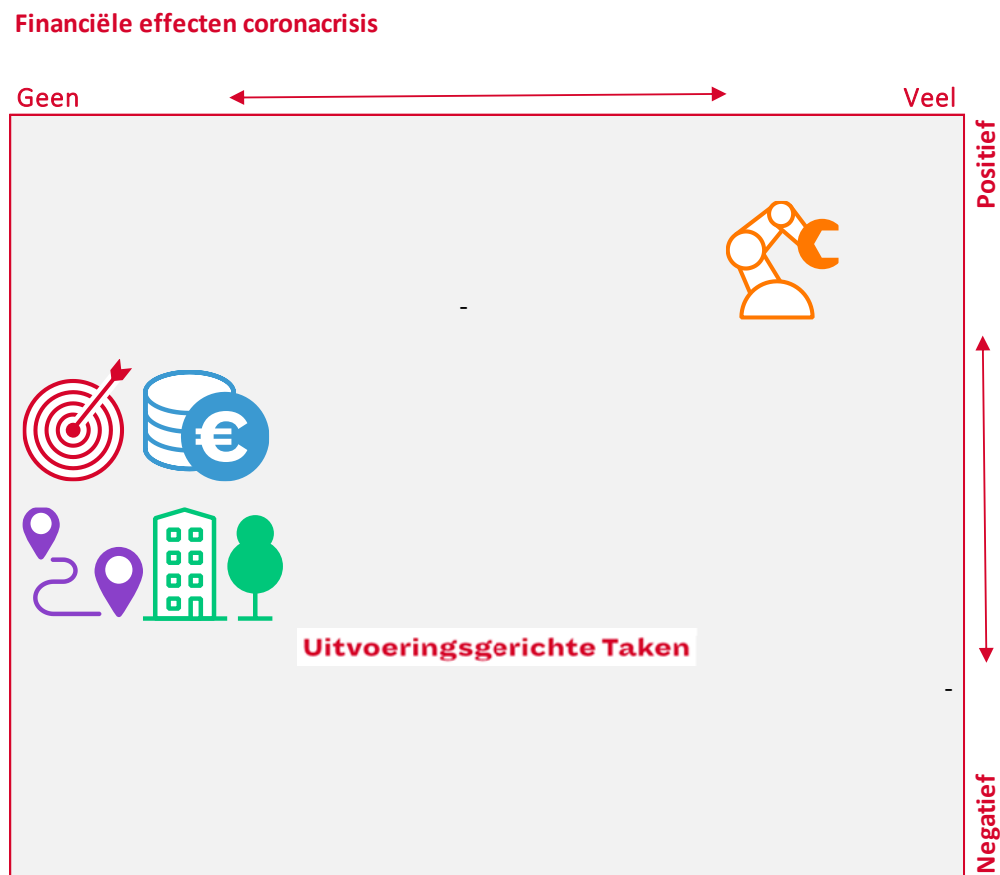 Financiële effecten coronacrisis
Geen
Veel
Positief
-
€
Uitvoeringsgerichte Taken
-
Negatief